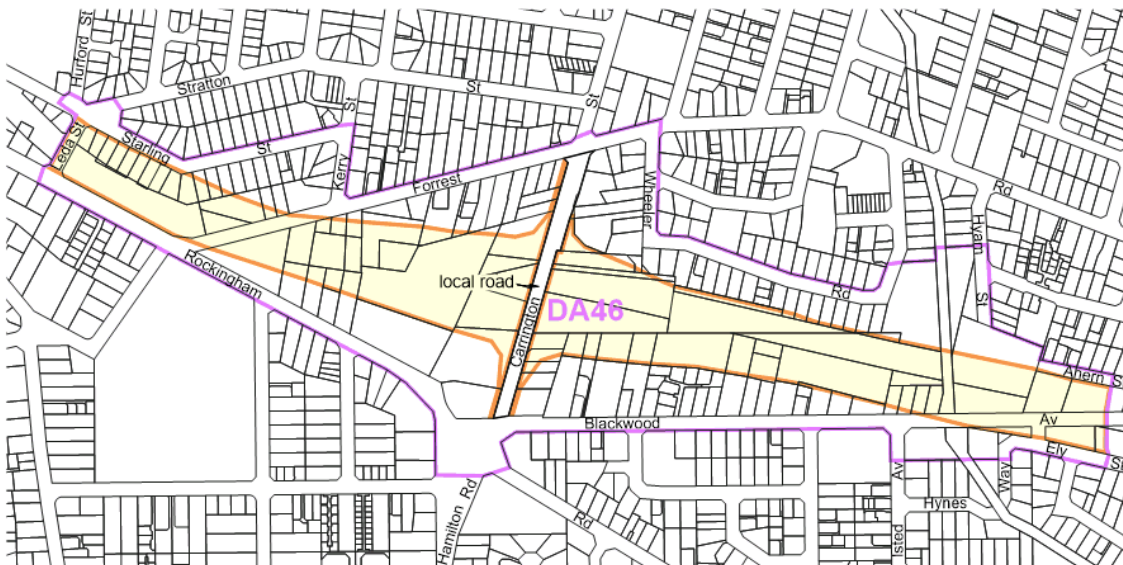 Hurford St
Stratton
St
St
St
Leda St
Starling
St
Kerry
Forrest
Wheeler
Rd
Hyam
St
Rockingham
local road
Carrington
DA46
Rd
Ahern St
Blackwood
Av
Ely
St
Av
Way
Hamilton Rd
Rd
Isted
Hynes